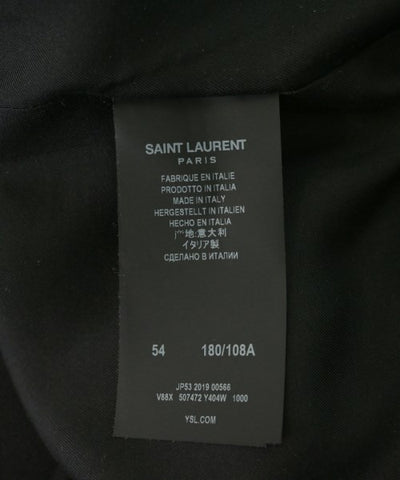 SAINT LAURENT
PARIS
FABRIQUE EN ITALIE
PRODOTTO IN ITALIA
MADE IN ITALY
HERGESTELLT IN ITALIEN
HECHO EN ITALIA
地:意大利
イタリア製
СДЕЛАНО В ИТАЛИИ
54 180/108A
JP53 2019 00566
V88X 507472 Y404W 1000
YSL.COM